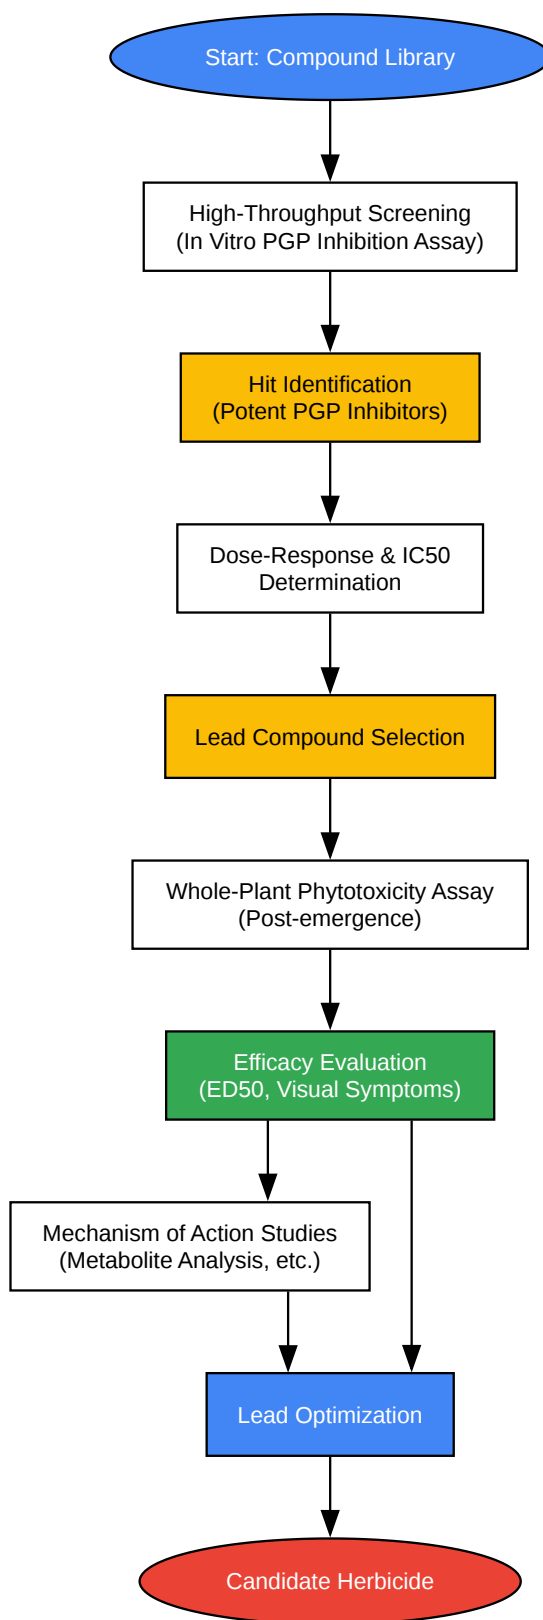 Start: Compound Library
High-Throughput Screening
(In Vitro PGP Inhibition Assay)
Hit Identification
(Potent PGP Inhibitors)
Dose-Response & IC50
Determination
Lead Compound Selection
Whole-Plant Phytotoxicity Assay
(Post-emergence)
Efficacy Evaluation
(ED50, Visual Symptoms)
Mechanism of Action Studies
(Metabolite Analysis, etc.)
Lead Optimization
Candidate Herbicide